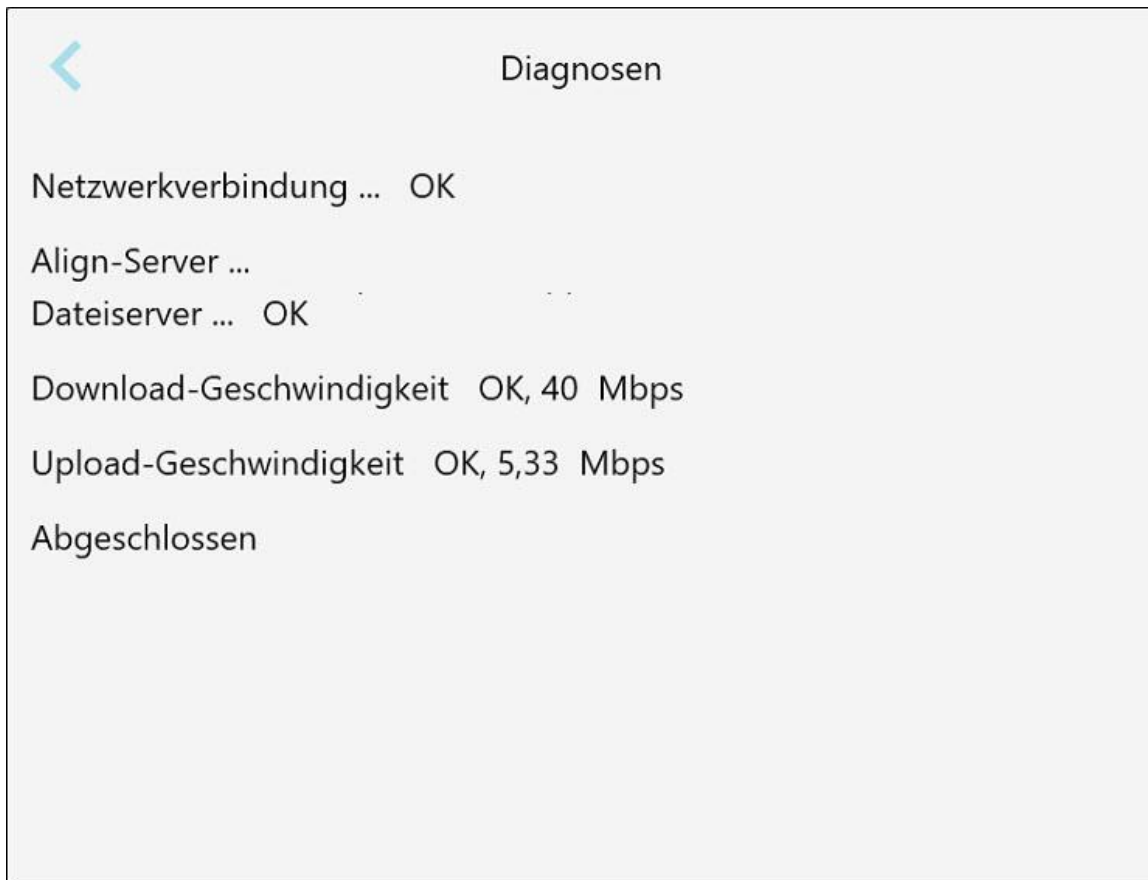 Diagnosen
Netzwerkverbindung ... OK
Align-Server ...
Dateiserver ... OK
Download-Geschwindigkeit OK, 40 Mbps
Upload-Geschwindigkeit OK, 5,33 Mbps
Abgeschlossen